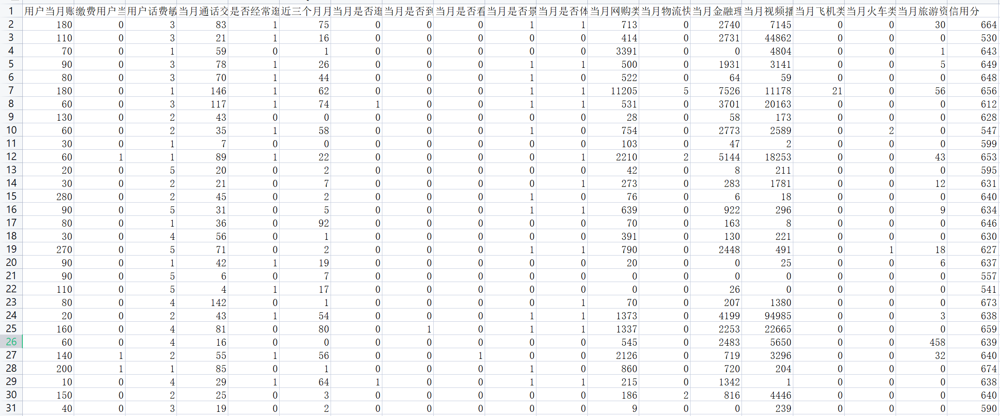 1 用户当月账 缴费用户当 用户话费敏 当月通话交 是否经常逛 近三个月月 当月是否逛 当月是否到 当月是否看 当月是否景 当月是否体 当月网购类 当月物流快 当月金融理 当月视频播 当月飞机类 当月火车类 当月旅游资 信用分
2 180 0 3 83 1 75 0 0 0 1 1 713 0 2740 7145 0 0 30 664
3 110 0 3 21 1 16 0 0 0 0 0 414 0 2731 44862 0 0 0 530
4 70 0 1 59 0 1 0 0 0 0 0 3391 0 0 4804 0 0 1 643
5 90 0 3 78 1 26 0 0 0 1 1 500 0 1931 3141 0 0 5 649
6 80 0 3 70 1 44 0 0 0 1 0 522 0 64 59 0 0 0 648
7 180 0 1 146 1 62 0 0 0 1 1 11205 5 7526 11178 21 0 56 656
8 60 0 3 117 1 74 1 0 0 1 1 531 0 3701 20163 0 0 0 612
9 130 0 2 43 0 0 0 0 0 0 0 28 0 58 173 0 0 0 628
10 60 0 2 35 1 58 0 0 0 1 0 754 0 2773 2589 0 2 0 547
11 30 0 1 7 0 0 0 0 0 0 0 103 0 47 2 0 0 0 599
12 60 1 1 89 1 22 0 0 0 0 1 2210 2 5144 18253 0 0 43 653
13 20 0 5 20 0 2 0 0 0 0 0 42 0 8 211 0 0 0 595
14 30 0 2 21 0 7 0 0 0 0 1 273 0 283 1781 0 0 12 631
15 280 0 2 45 0 2 0 0 0 1 0 76 0 6 18 0 0 0 640
16 90 0 5 31 0 5 0 0 0 1 1 639 0 922 296 0 0 9 634
17 80 0 1 36 0 92 0 0 0 0 0 70 0 163 8 0 0 0 646
18 30 0 4 56 0 1 0 0 0 0 0 391 0 130 221 0 0 0 630
19 270 0 5 71 0 2 0 0 0 1 1 790 0 2448 491 0 1 18 627
20 90 0 1 42 1 19 0 0 0 0 0 20 0 0 25 0 0 6 637
21 90 0 5 6 0 7 0 0 0 0 0 0 0 0 0 0 0 0 557
22 110 0 5 4 1 17 0 0 0 0 0 0 0 26 0 0 0 0 541
23 80 0 4 142 0 1 0 0 0 0 1 70 0 207 1380 0 0 0 673
24 20 0 2 43 1 54 0 0 0 1 1 1373 0 4199 94985 0 0 3 638
25 160 0 4 81 0 80 0 1 0 1 1 1337 0 2253 22665 0 0 0 659
26 60 0 4 16 0 0 0 0 0 0 0 545 0 2483 5650 0 0 458 639
27 140 1 2 55 1 56 0 0 1 0 0 2126 0 719 3296 0 0 32 640
28 200 1 1 85 0 1 0 0 0 1 0 860 0 720 204 0 0 0 674
29 10 0 4 29 1 64 1 0 0 1 1 215 0 1342 1 0 0 0 638
30 150 0 2 25 0 3 0 0 0 0 0 186 2 816 4446 0 0 0 640
31 40 0 3 19 0 2 0 0 0 0 0 9 0 0 239 0 0 0 590